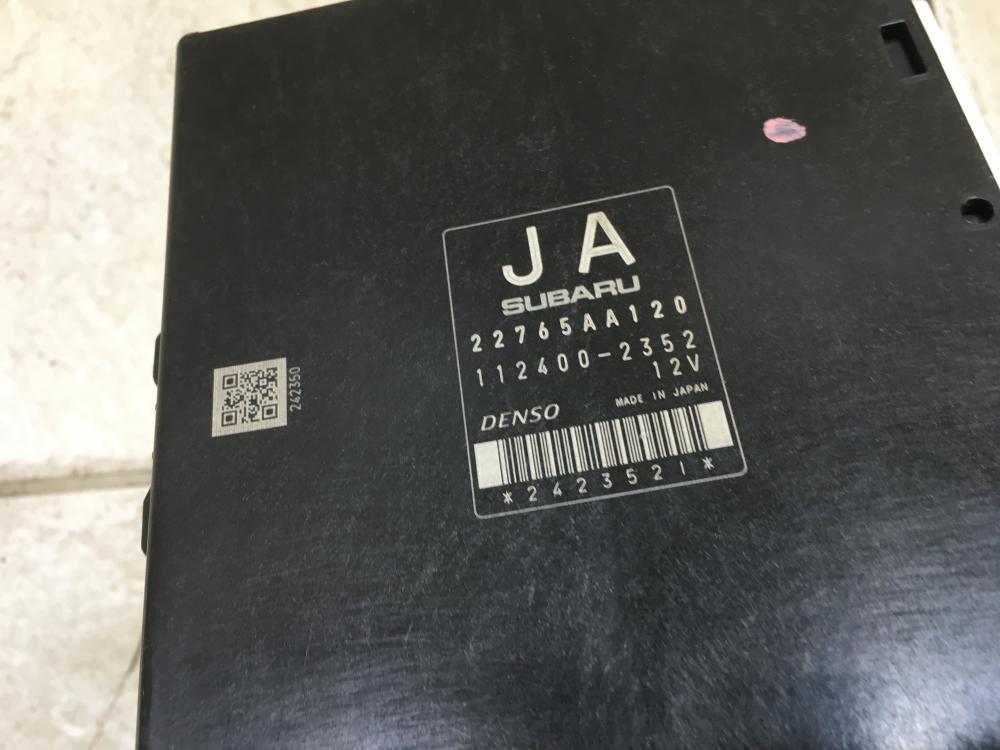 JA
SUBARU
22765AA120
112400-2352
12V
DENSO
MADE IN JAPAN
*2423521*
242350